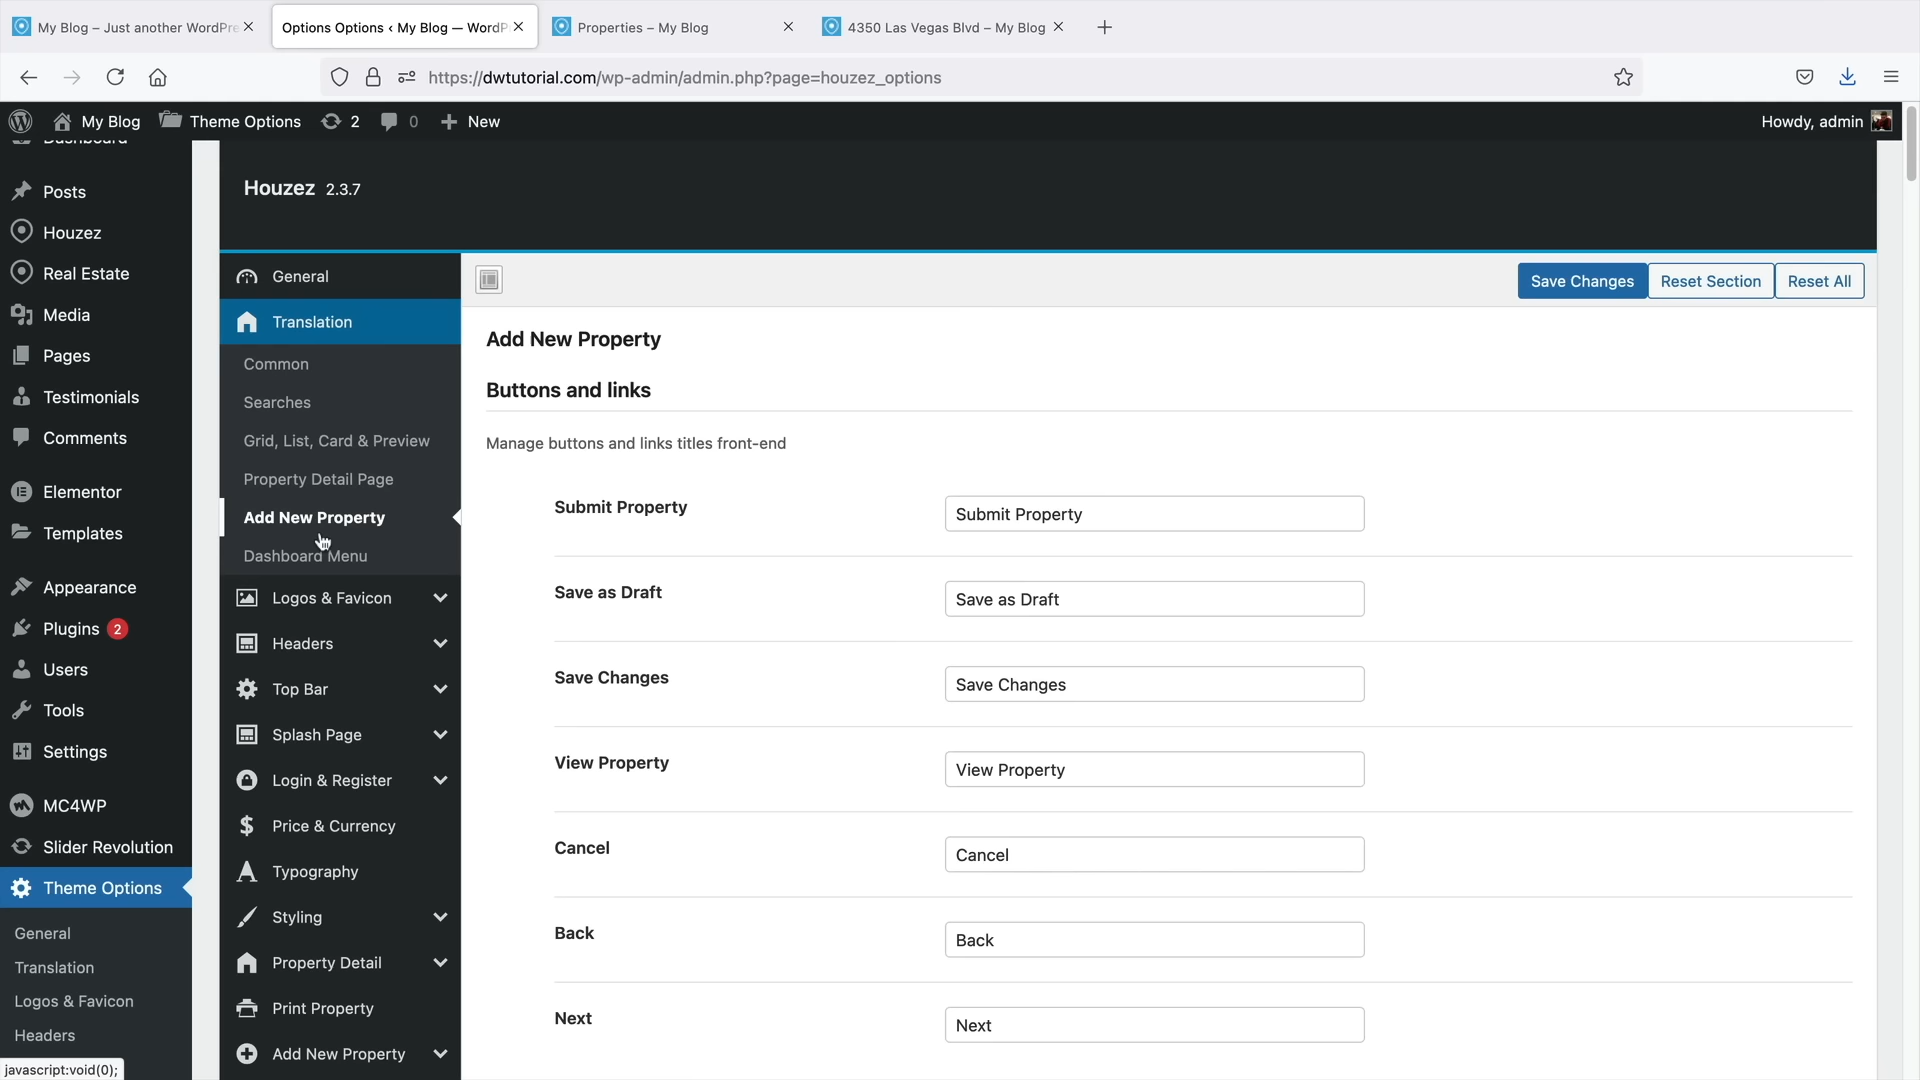 My Blog – Just another WordPre
Options Options ‹ My Blog — WordP
Properties – My Blog
4350 Las Vegas Blvd – My Blog
https://dwtutorial.com/wp-admin/admin.php?page=houzez_options
My Blog
Theme Options
2
0
New
Howdy, admin
Dashboard
Posts
Houzez
Real Estate
Media
Pages
Testimonials
Comments
Elementor
Templates
Appearance
Plugins 2
Users
Tools
Settings
MC4WP
Slider Revolution
Theme Options
General
Translation
Logos & Favicon
Headers
javascript:void(0);
Houzez 2.3.7
General
Translation
Common
Searches
Grid, List, Card & Preview
Property Detail Page
Add New Property
Dashboard Menu
Logos & Favicon
Headers
Top Bar
Splash Page
Login & Register
Price & Currency
Typography
Styling
Property Detail
Print Property
Add New Property
Save Changes
Reset Section
Reset All
Add New Property
Buttons and links
Manage buttons and links titles front-end
Submit Property
Submit Property
Save as Draft
Save as Draft
Save Changes
Save Changes
View Property
View Property
Cancel
Cancel
Back
Back
Next
Next